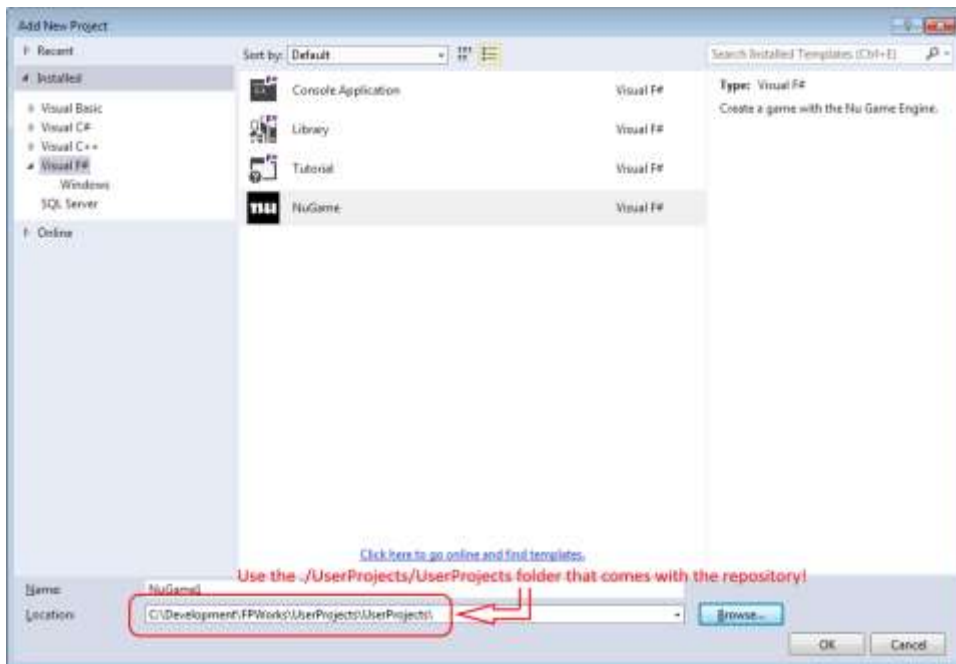 Add New Project
Recent
Installed
Visual Basic
Visual C#
Visual C++
Visual F#
Windows
SQL Server
Online
Sort by: Default
Console Application Visual F#
Library Visual F#
Tutorial Visual F#
NuGame Visual F#
Click here to go online and find templates.
Search Installed Templates (Ctrl+E)
Type: Visual F#
Create a game with the Nu Game Engine.
Use the ./UserProjects/UserProjects folder that comes with the repository!
Name: NuGame1
Location: C:\Development\FPWorks\UserProjects\UserProjects\
Browse...
OK Cancel